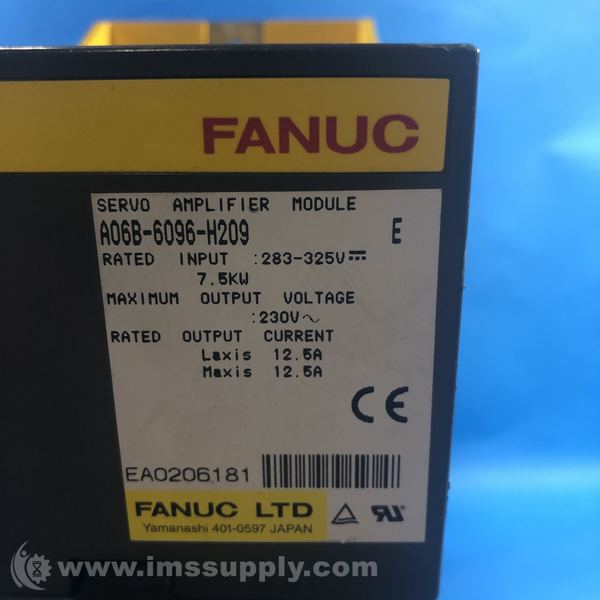 FANUC
SERVO AMPLIFIER MODULE
A06B-6096-H209 E
RATED INPUT :283-325V⎓
7.5KW
MAXIMUM OUTPUT VOLTAGE
:230V~
RATED OUTPUT CURRENT
Laxis 12.5A
Maxis 12.5A
CE
EA0206181
FANUC LTD
Yamanashi 401-0597 JAPAN
www.imssupply.com